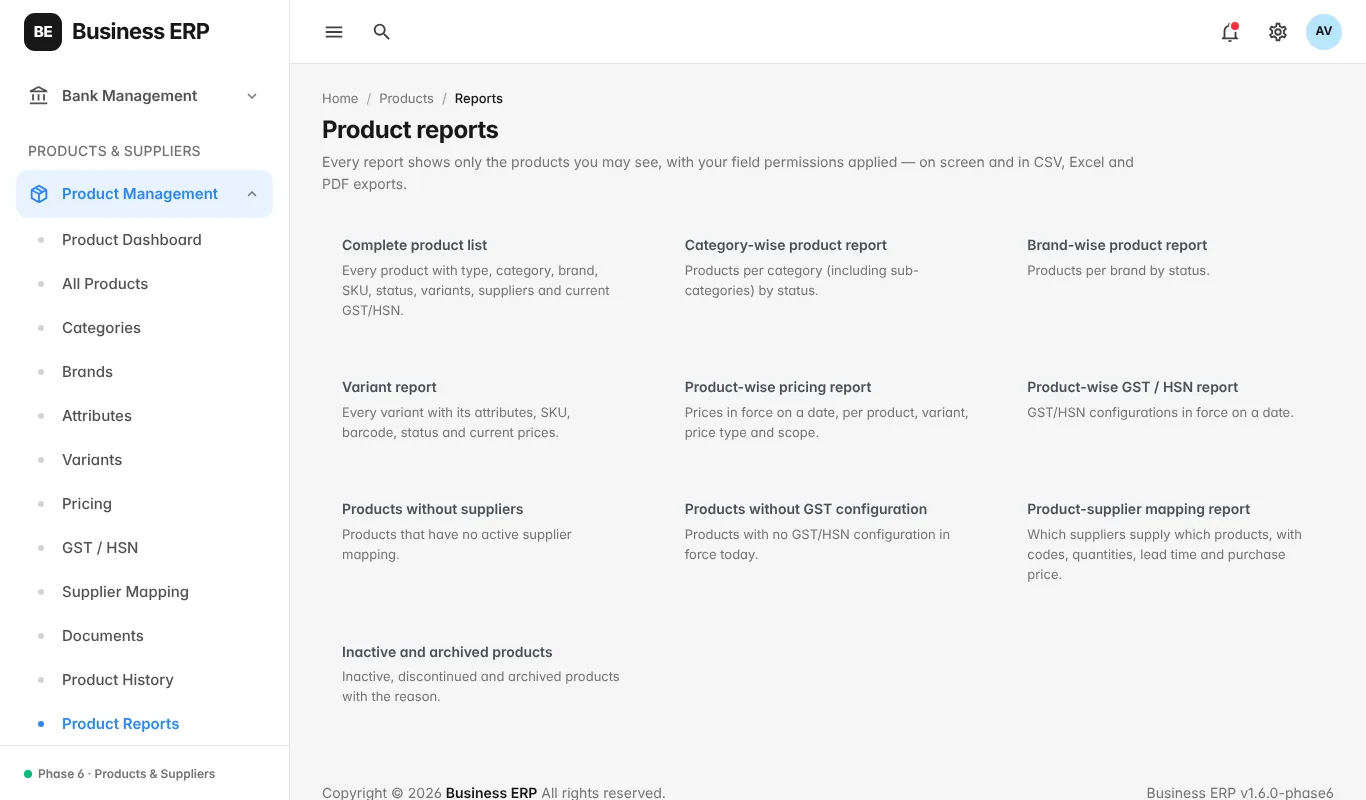 BE Business ERP
AV
Bank Management
PRODUCTS & SUPPLIERS
Product Management
Product Dashboard
All Products
Categories
Brands
Attributes
Variants
Pricing
GST / HSN
Supplier Mapping
Documents
Product History
Product Reports
Phase 6 · Products & Suppliers
Home / Products / Reports
Product reports
Every report shows only the products you may see, with your field permissions applied — on screen and in CSV, Excel and
PDF exports.
Complete product list
Every product with type, category, brand,
SKU, status, variants, suppliers and current
GST/HSN.
Category-wise product report
Products per category (including sub-
categories) by status.
Brand-wise product report
Products per brand by status.
Variant report
Every variant with its attributes, SKU,
barcode, status and current prices.
Product-wise pricing report
Prices in force on a date, per product, variant,
price type and scope.
Product-wise GST / HSN report
GST/HSN configurations in force on a date.
Products without suppliers
Products that have no active supplier
mapping.
Products without GST configuration
Products with no GST/HSN configuration in
force today.
Product-supplier mapping report
Which suppliers supply which products, with
codes, quantities, lead time and purchase
price.
Inactive and archived products
Inactive, discontinued and archived products
with the reason.
Copyright © 2026 Business ERP All rights reserved.
Business ERP v1.6.0-phase6